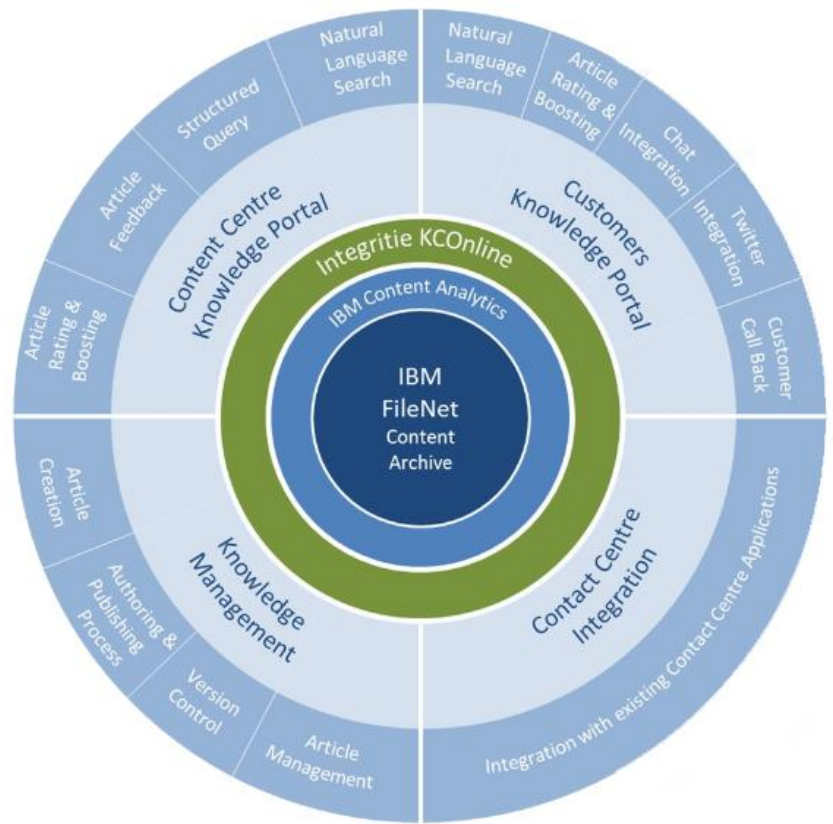 Natural
Language
Search
Natural
Language
Search
Article
Rating &
Boosting
Chat
Integration
Twitter
Integration
Customer
Call Back
Structured
Query
Article
Feedback
Article
Rating &
Boosting
Content Centre
Knowledge Portal
Customers
Knowledge Portal
Integritie KCOnline
IBM Content Analytics
IBM
FileNet
Content
Archive
Article
Creation
Authoring &
Publishing
Process
Version
Control
Article
Management
Knowledge
Management
Contact Centre
Integration
Integration with existing Contact Centre Applications